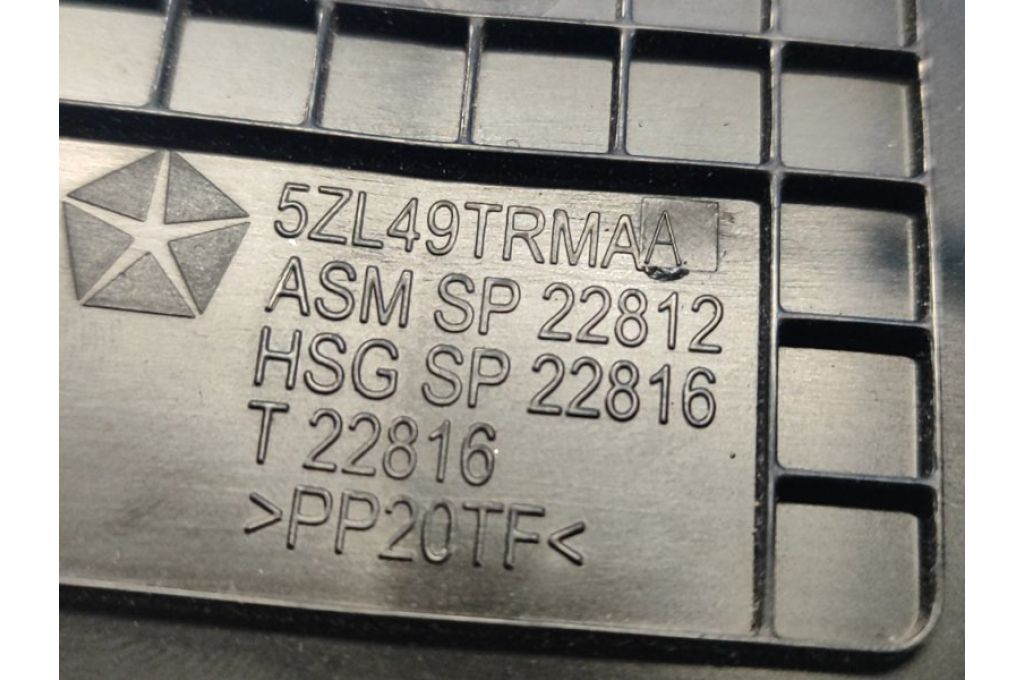 5ZL49TRMAA
ASM SP 22812
HSG SP 22816
T 22816
>PP20TF<